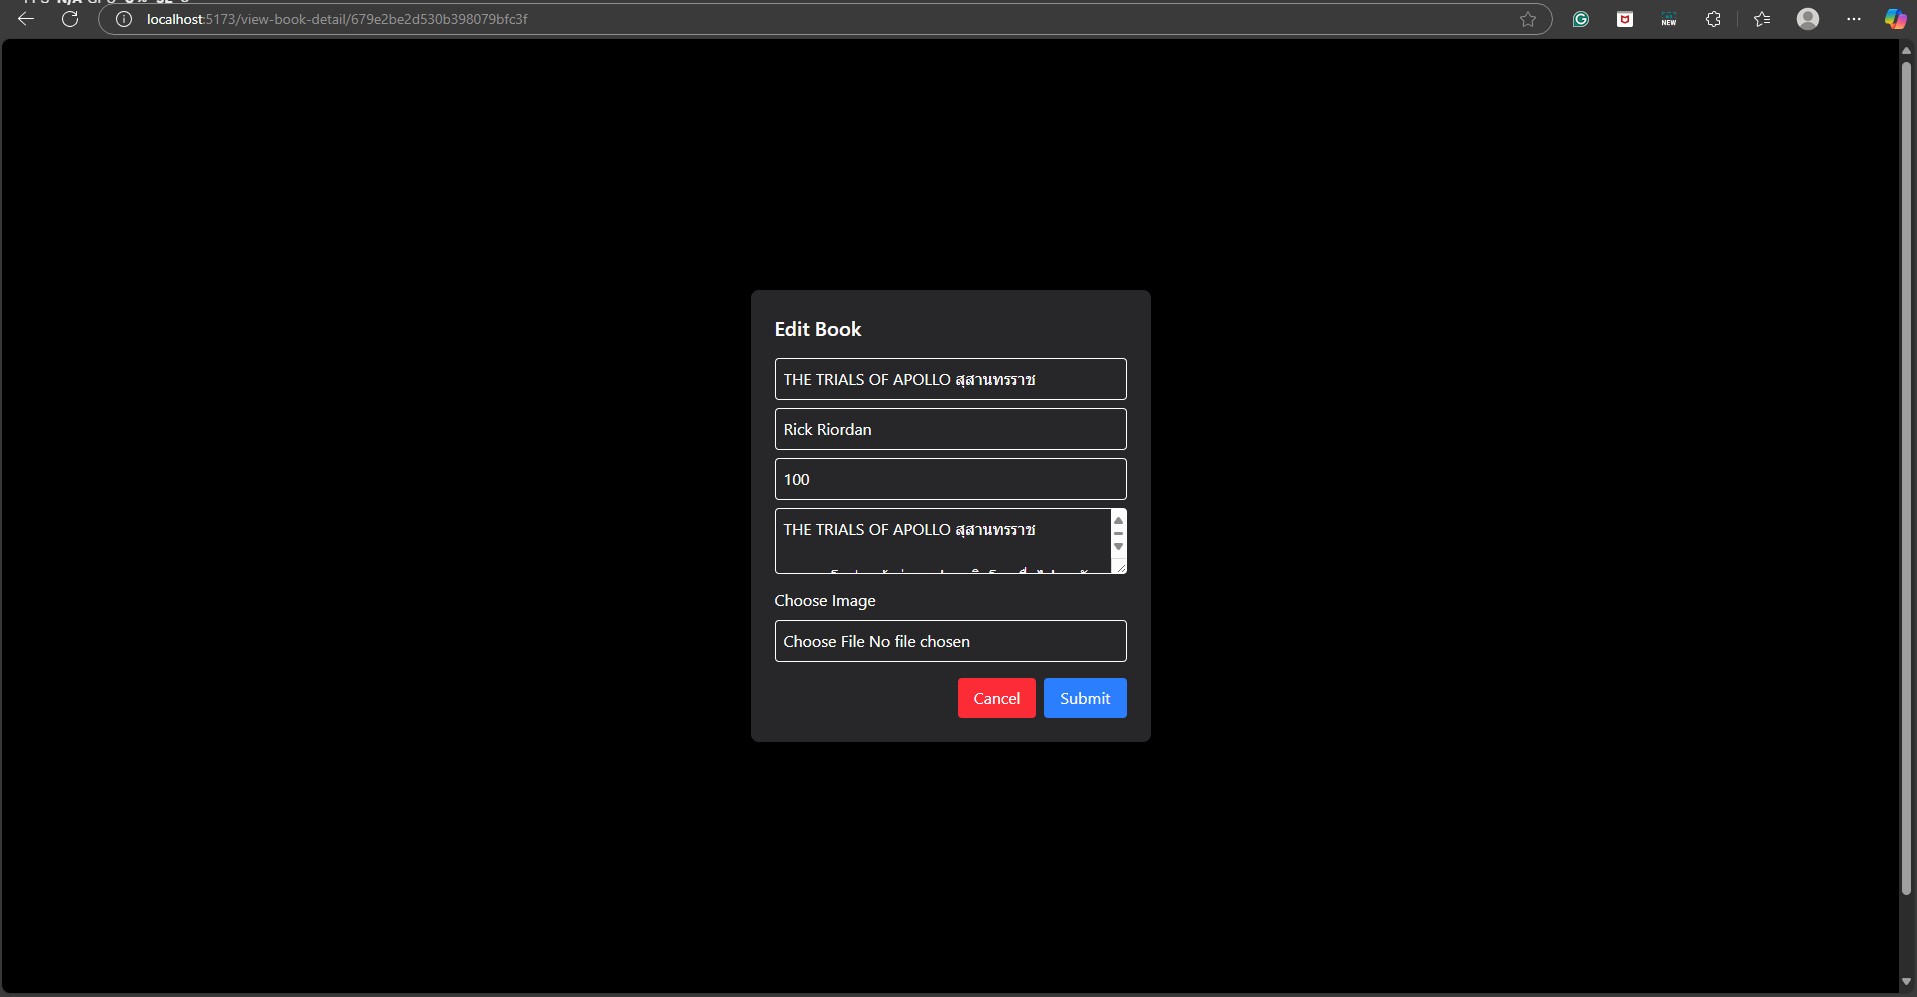 localhost:5173/view-book-detail/679e2be2d530b398079bfc3f
NEW
Edit Book
THE TRIALS OF APOLLO สุสานทรราช
Rick Riordan
100
THE TRIALS OF APOLLO สุสานทรราช
Choose Image
Choose File No file chosen
Cancel
Submit